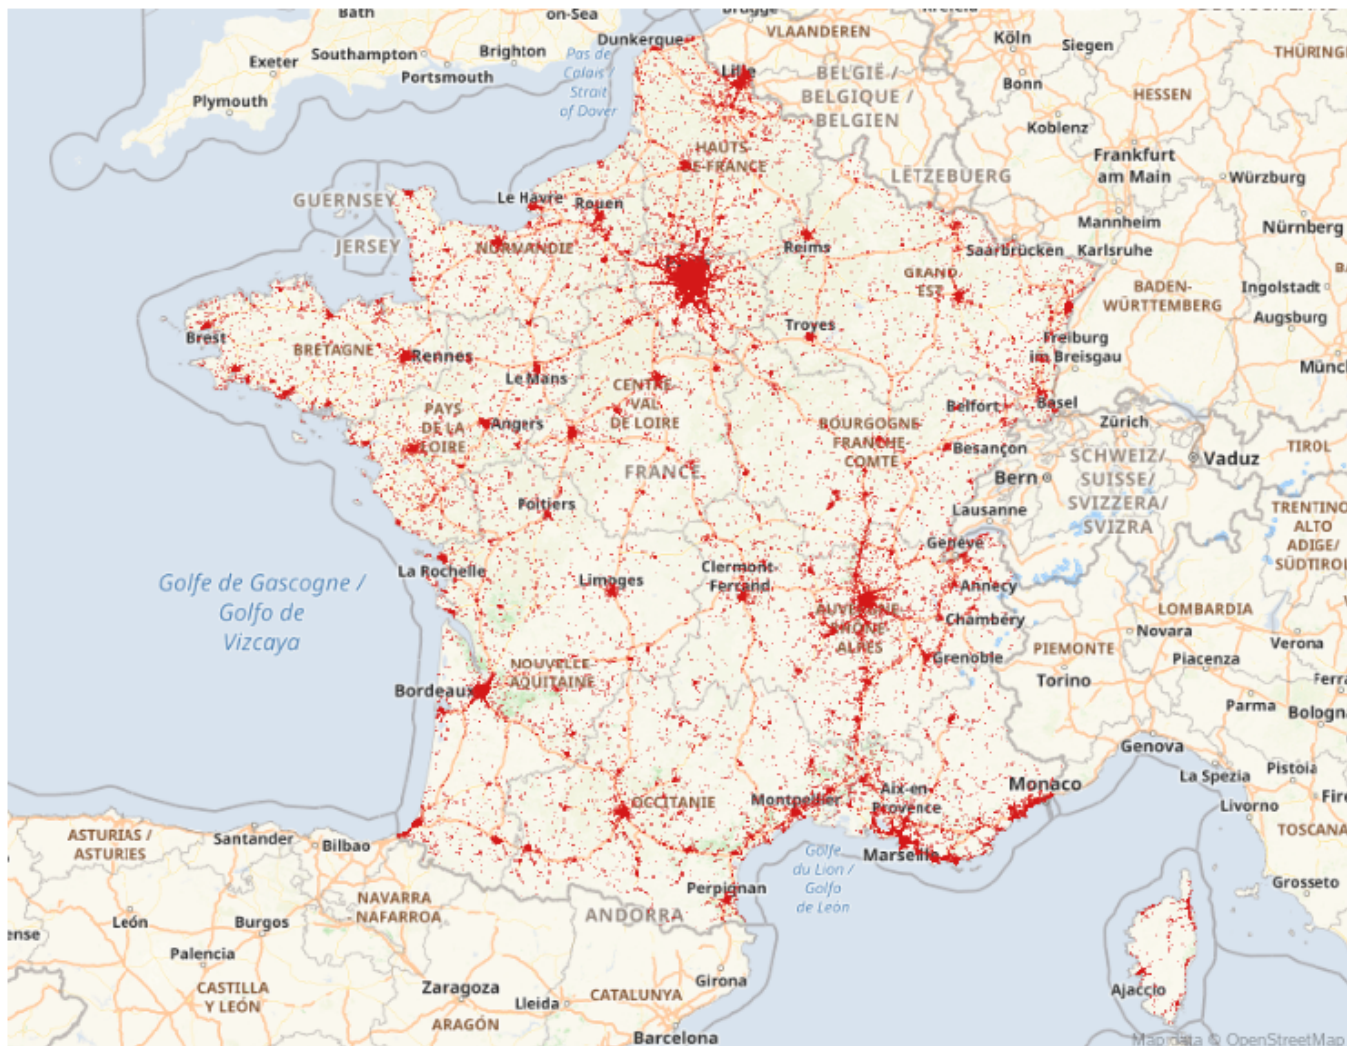 Bath
on-Sea
Exeter
Southampton
Brighton
Portsmouth
Plymouth
Pas de
Calais /
Strait
of Dover
Dunkerque
Lille
VLAANDEREN
BELGIË /
BELGIQUE /
BELGIEN
Köln
Siegen
Bonn
THÜRING
HESSEN
Koblenz
Frankfurt
am Main
Würzburg
LËTZEBUERG
HAUTS-
DE-FRANCE
GUERNSEY
JERSEY
Le Havre
Rouen
NORMANDIE
Reims
Mannheim
Nürnberg
Saarbrücken
Karlsruhe
GRAND
EST
BADEN-
WÜRTTEMBERG
Ingolstadt
Augsburg
Brest
BRETAGNE
Rennes
Le Mans
Troyes
Freiburg
im Breisgau
Münc
CENTRE-
VAL
DE LOIRE
PAYS
DE LA
LOIRE
Angers
Belfort
Basel
BOURGOGNE-
FRANCHE-
COMTÉ
Besançon
Zürich
TIROL
Vaduz
FRANCE
Bern
SCHWEIZ/
SUISSE/
SVIZZERA/
SVIZRA
Poitiers
Lausanne
TRENTINO
ALTO
ADIGE/
SÜDTIROL
Genève
La Rochelle
Limoges
Clermont-
Ferrand
Annecy
Golfe de Gascogne /
Golfo de
Vizcaya
AUVERGNE-
RHÔNE-
ALPES
Chambéry
LOMBARDIA
Novara
Verona
PIEMONTE
Piacenza
Grenoble
Torino
Ferra
NOUVELLE-
AQUITAINE
Bordeaux
Parma
Bologn
Genova
La Spezia
Pistoia
Monaco
Aix-en-
Provence
Montpellier
OCCITANIE
Livorno
Fire
TOSCANA
ASTURIAS /
ASTURIES
Santander
Bilbao
Marseille
Golfe
du Lion /
Golfo
de León
Grosseto
Perpignan
NAVARRA
- NAFARROA
ANDORRA
León
Burgos
ense
Palencia
Girona
CASTILLA
Y LEÓN
Zaragoza
Lleida
CATALUNYA
ARAGÓN
Barcelona
Ajaccio
Map data © OpenStreetMap